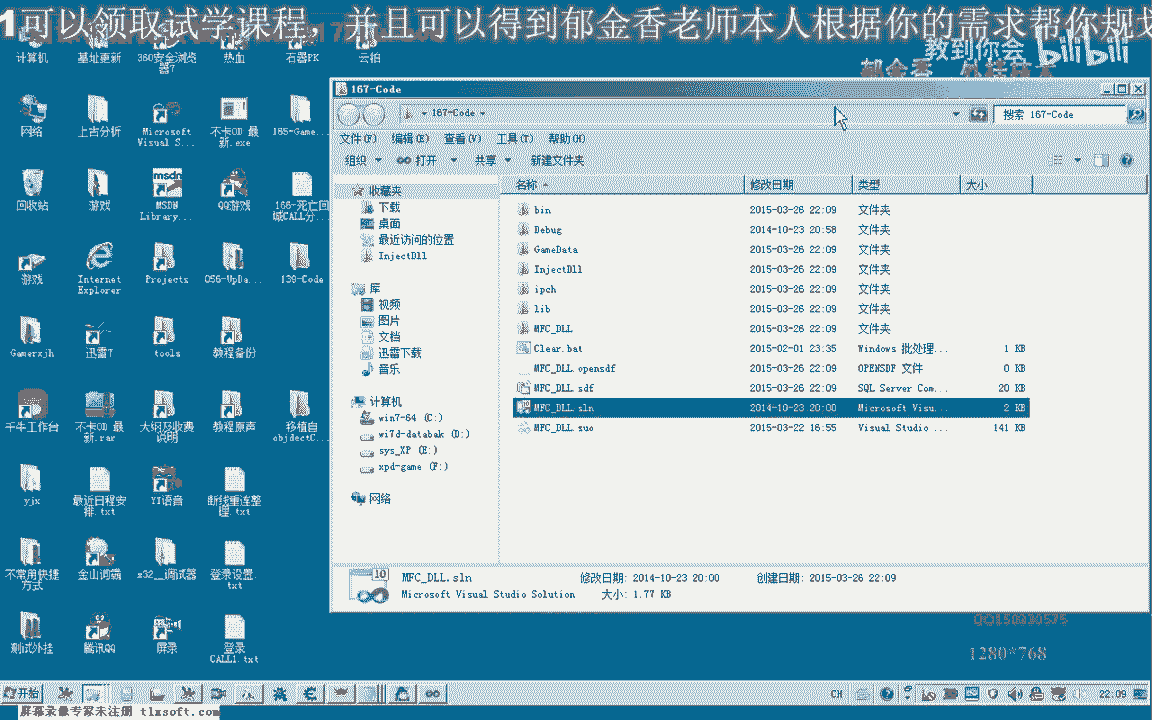 1可以领取试学课程，并且可以得到郁金香老师本人根据你的需求帮你规划
教到你会 bilibili
计算机
基址更新
360安全浏览器7
热血
石器PK
云拍
网络
上古分析
Microsoft Visual S...
不卡OD 最新.exe
165-Game...
回收站
游戏
MSDN Library...
QQ游戏
166-死亡回城CALL分...
游戏
Internet Explorer
Projects
056-UpDa...
139-Code
Gamerxjh
迅雷7
tools
教程备份
千牛工作台
不卡OD 最新.rar
大纲及收费说明
教程原声
移植自objdectC...
yjx
最近日程安排.txt
YY语音
断线重连整理.txt
不常用快捷方式
金山词霸
x32__调试器
登录设置.txt
测试外挂
腾讯QQ
屏录
登录CALL1.txt
167-Code
167-Code
搜索 167-Code
文件(F) 编辑(E) 查看(V) 工具(T) 帮助(H)
组织 打开 共享 新建文件夹
收藏夹
下载
桌面
最近访问的位置
InjectDll
库
视频
图片
文档
迅雷下载
音乐
计算机
win7-64 (C:)
wi7d-databak (D:)
sys_XP (E:)
xpd-game (F:)
网络
名称 修改日期 类型 大小
bin 2015-03-26 22:09 文件夹
Debug 2014-10-23 20:58 文件夹
GameData 2015-03-26 22:09 文件夹
InjectDll 2015-03-26 22:09 文件夹
ipch 2015-03-26 22:09 文件夹
lib 2015-03-26 22:09 文件夹
MFC_DLL 2015-03-26 22:09 文件夹
Clear.bat 2015-02-01 23:35 Windows 批处理... 1 KB
MFC_DLL.opensdf 2015-03-26 22:09 OPENSDF 文件 0 KB
MFC_DLL.sdf 2015-03-26 22:09 SQL Server Com... 20 KB
MFC_DLL.sln 2014-10-23 20:00 Microsoft Visu... 2 KB
MFC_DLL.suo 2015-03-22 16:55 Visual Studio ... 141 KB
MFC_DLL.sln 修改日期: 2014-10-23 20:00 创建日期: 2015-03-26 22:09
Microsoft Visual Studio Solution 大小: 1.77 KB
1280*768
开始
CH
22:09
屏幕录像专家未注册 tlxsoft.com